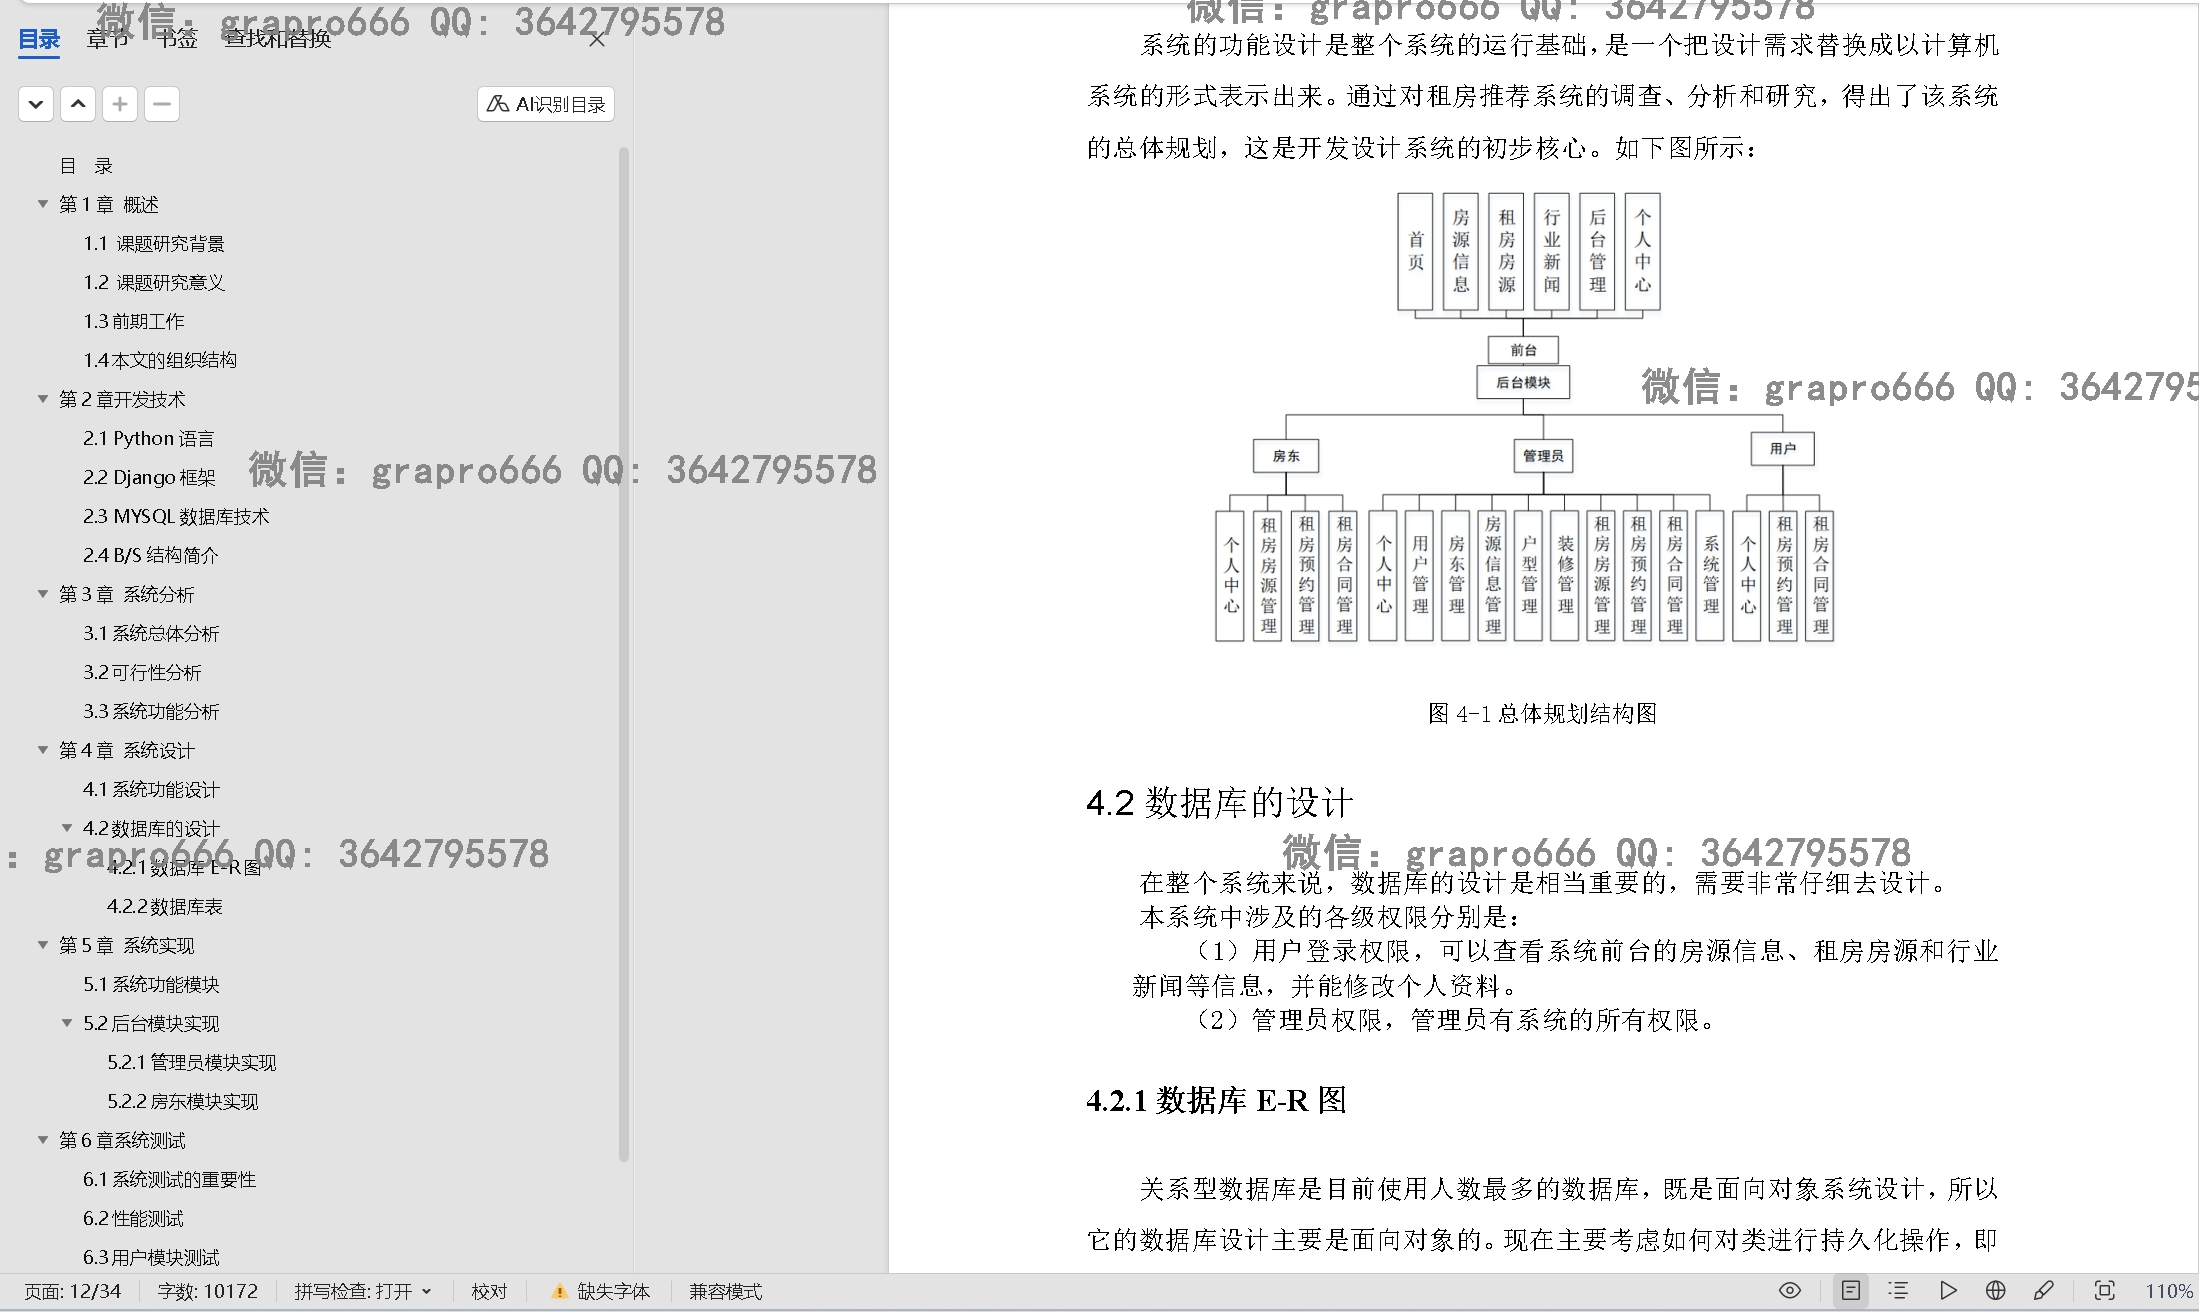 微信：grapro666 QQ: 3642795578
目录 章节 书签 查找和替换
AI识别目录
目 录
第 1 章 概述
1.1 课题研究背景
1.2 课题研究意义
1.3 前期工作
1.4 本文的组织结构
第 2 章开发技术
2.1 Python 语言
2.2 Django 框架
微信：grapro666 QQ: 3642795578
2.3 MYSQL 数据库技术
2.4 B/S 结构简介
第 3 章 系统分析
3.1 系统总体分析
3.2 可行性分析
3.3 系统功能分析
第 4 章 系统设计
4.1 系统功能设计
4.2 数据库的设计
：grapro666 QQ: 3642795578
4.2.1 数据库 E-R 图
4.2.2 数据库表
第 5 章 系统实现
5.1 系统功能模块
5.2 后台模块实现
5.2.1 管理员模块实现
5.2.2 房东模块实现
第 6 章系统测试
6.1 系统测试的重要性
6.2 性能测试
6.3 用户模块测试
微信：grapro666 QQ: 3642795578
系统的功能设计是整个系统的运行基础，是一个把设计需求替换成以计算机
系统的形式表示出来。通过对租房推荐系统的调查、分析和研究，得出了该系统
的总体规划，这是开发设计系统的初步核心。如下图所示：
首页
房源信息
租房房源
行业新闻
后台管理
个人中心
前台
后台模块
微信：grapro666 QQ: 3642795
房东
管理员
用户
个人中心
租房房源管理
租房预约管理
租房合同管理
个人中心
用户管理
房东管理
房源信息管理
户型管理
装修管理
租房房源管理
租房预约管理
租房合同管理
系统管理
个人中心
租房预约管理
租房合同管理
图 4-1 总体规划结构图
4.2 数据库的设计
微信：grapro666 QQ: 3642795578
在整个系统来说，数据库的设计是相当重要的，需要非常仔细去设计。
本系统中涉及的各级权限分别是：
（1）用户登录权限，可以查看系统前台的房源信息、租房房源和行业
新闻等信息，并能修改个人资料。
（2）管理员权限，管理员有系统的所有权限。
4.2.1 数据库 E-R 图
关系型数据库是目前使用人数最多的数据库，既是面向对象系统设计，所以
它的数据库设计主要是面向对象的。现在主要考虑如何对类进行持久化操作，即
页面: 12/34 字数: 10172 拼写检查: 打开 校对 缺失字体 兼容模式 110%